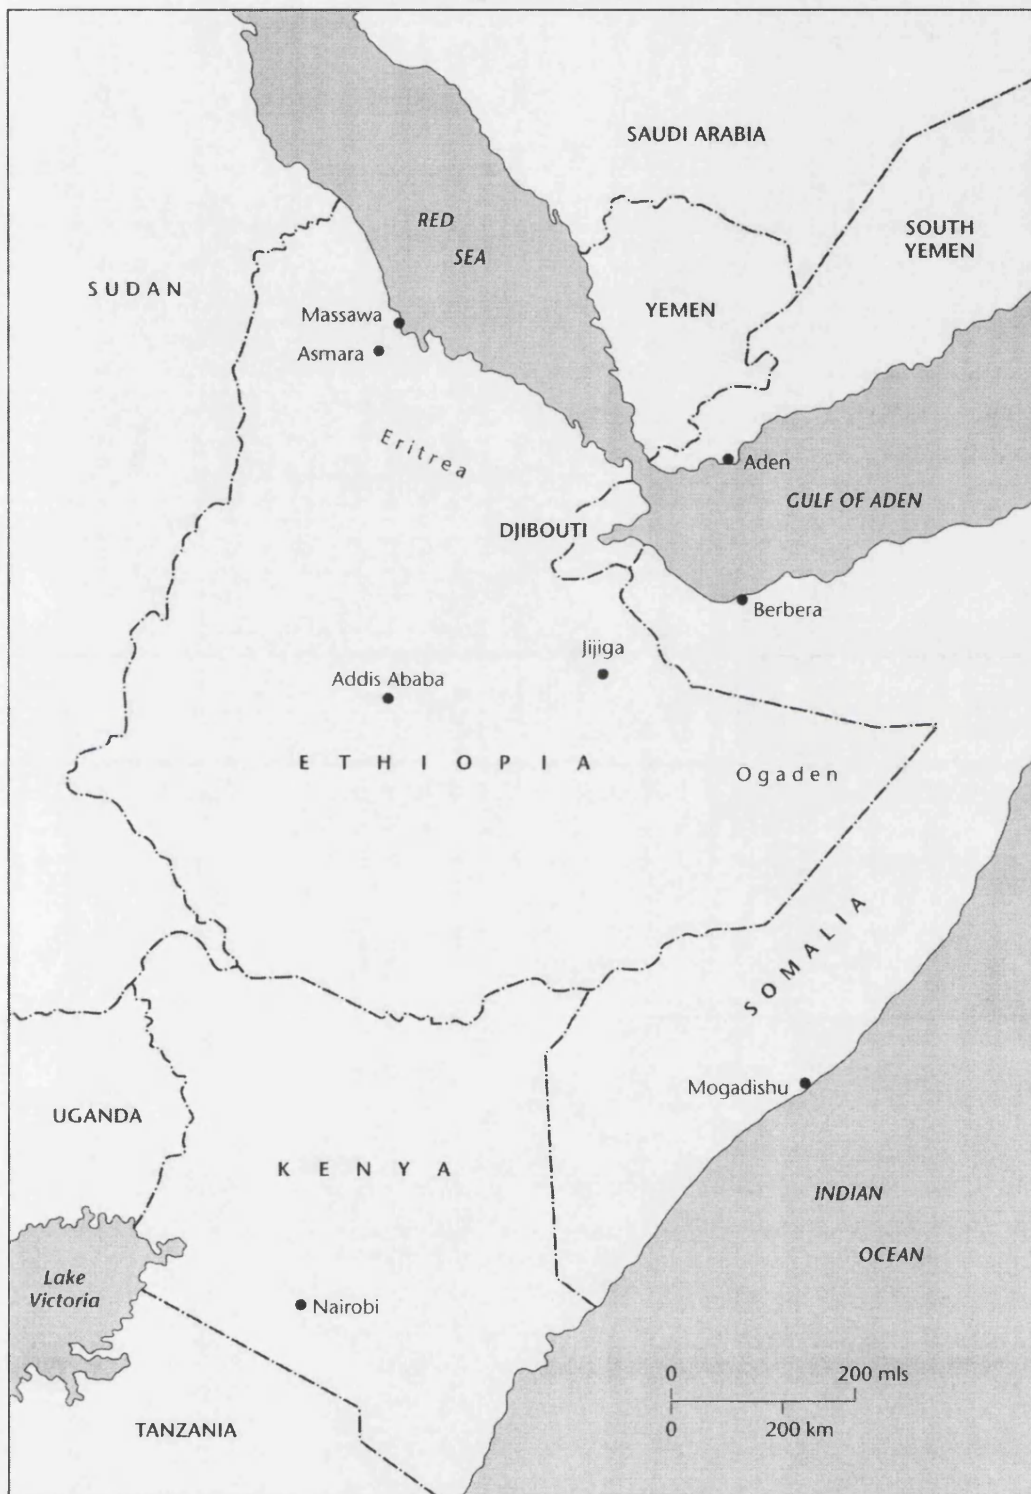 SAUDI ARABIA
RED
SEA
SOUTH
YEMEN
SUDAN
YEMEN
Massawa
Asmara
Eritrea
Aden
GULF OF ADEN
DJIBOUTI
Berbera
Jijiga
Addis Ababa
ETHIOPIA
Ogaden
SOMALIA
Mogadishu
UGANDA
KENYA
INDIAN
OCEAN
Lake
Victoria
Nairobi
0 200 mls
0 200 km
TANZANIA